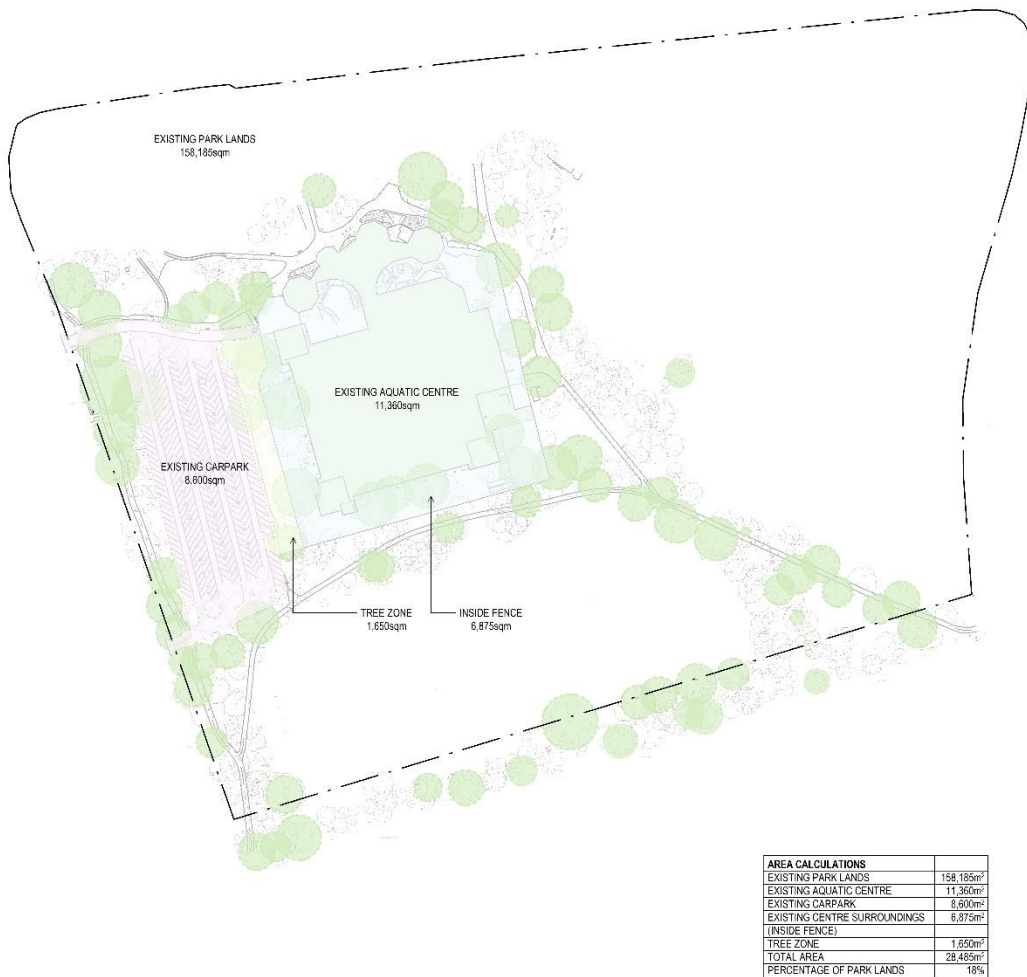 EXISTING PARK LANDS
158,185sqm
EXISTING AQUATIC CENTRE
11,360sqm
EXISTING CARPARK
8,600sqm
TREE ZONE
1,650sqm
INSIDE FENCE
6,875sqm
AREA CALCULATIONS
EXISTING PARK LANDS 158,185m²
EXISTING AQUATIC CENTRE 11,360m²
EXISTING CARPARK 8,600m²
EXISTING CENTRE SURROUNDINGS 6,875m²
(INSIDE FENCE)
TREE ZONE 1,650m²
TOTAL AREA 28,485m²
PERCENTAGE OF PARK LANDS 18%